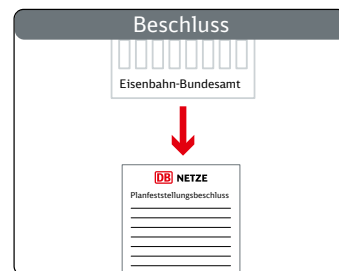 Beschluss
Eisenbahn-Bundesamt
DB NETZE
Planfeststellungsbeschluss